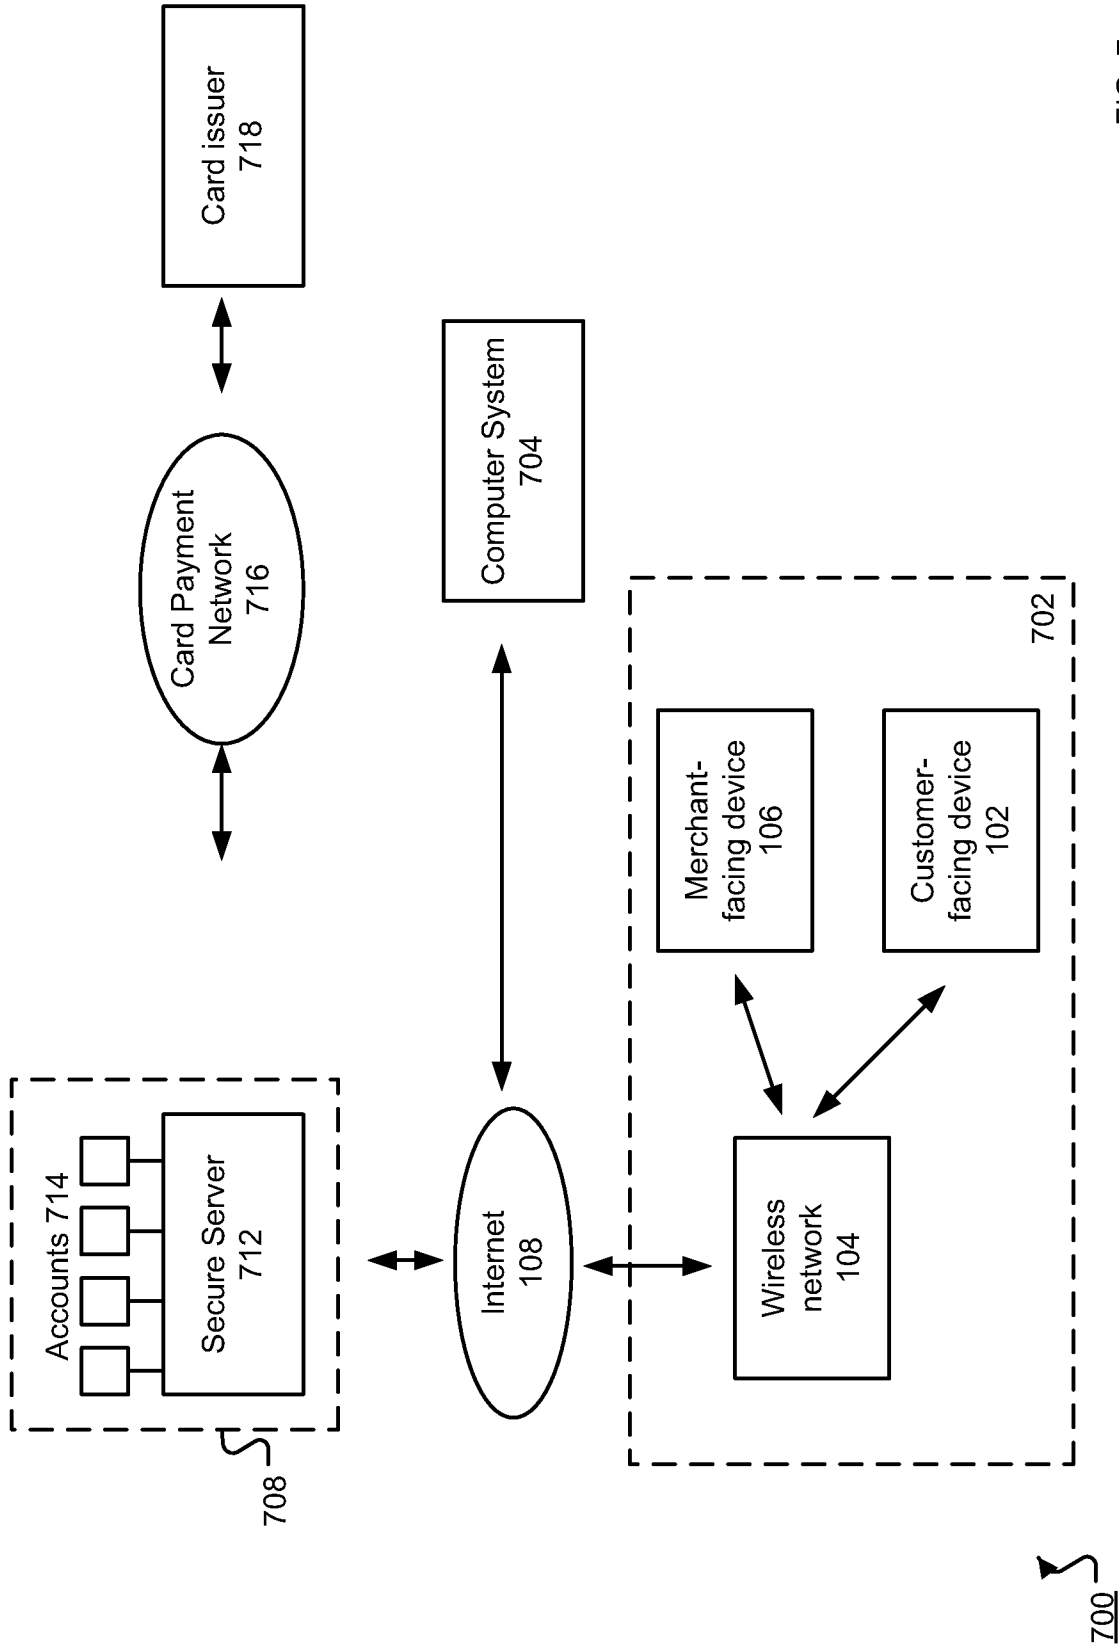 Accounts 714
Secure Server
712
708
Card Payment
Network
716
Card issuer
718
Internet
108
Computer System
704
Wireless
network
104
Merchant-
facing device
106
Customer-
facing device
102
702
700